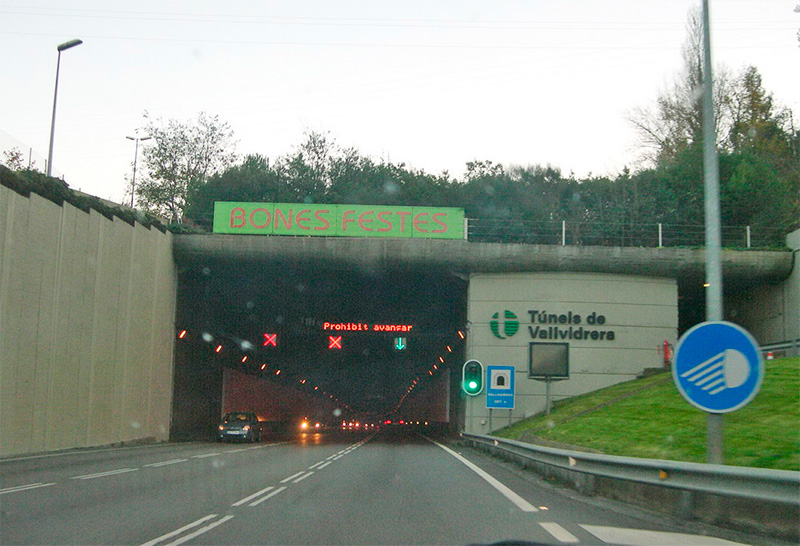 BONES FESTES
Prohibit avançar
Túnels de
Vallvidrera